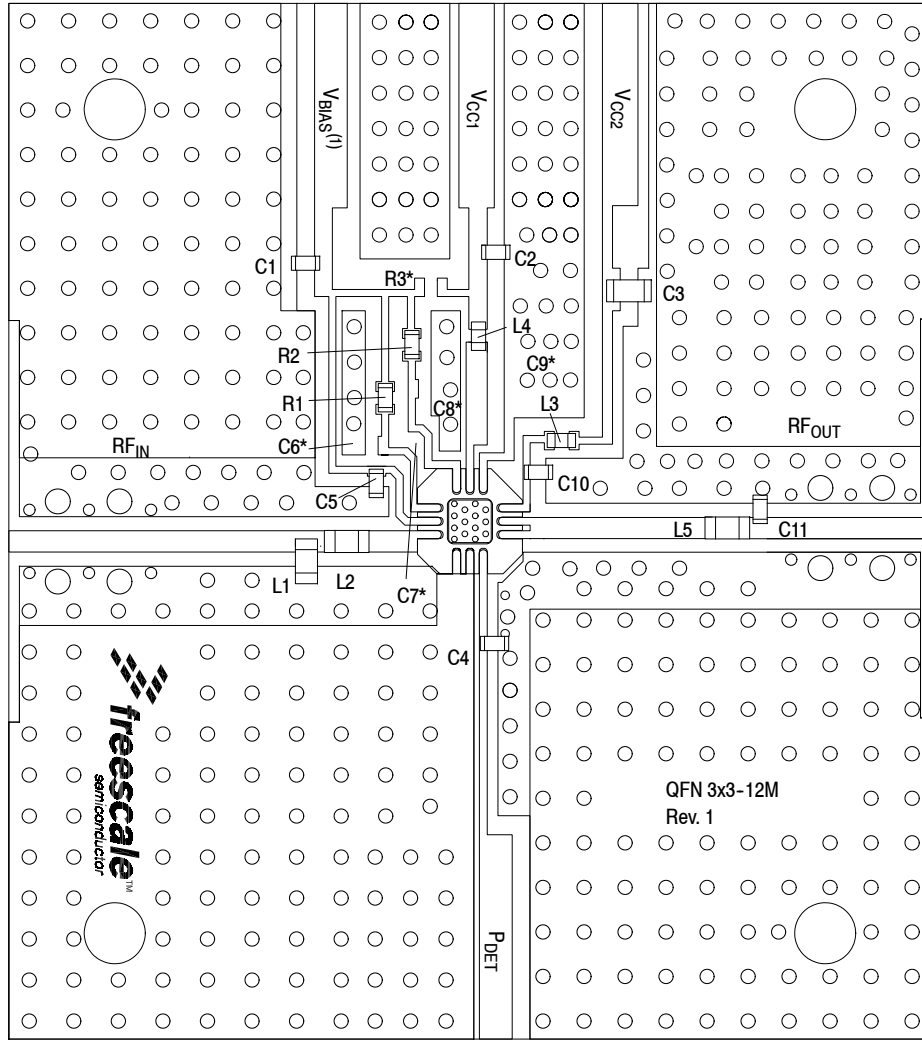 VBIAS(1)
VCC1
VCC2
C1
R3*
C2
C3
R2
L4
C9*
R1
C8*
L3
RFIN
C6*
RFOUT
C5
C10
L5
C11
L1
L2
C7*
C4
freescale™
semiconductor
QFN 3x3-12M
Rev. 1
PDET